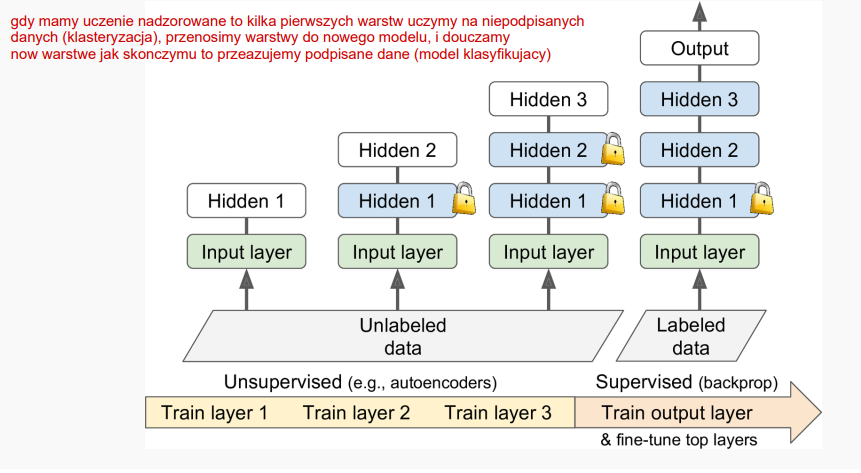 gdy mamy uczenie nadzorowane to kilka pierwszych warstw uczymy na niepodpisanych
danych (klasteryzacja), przenosimy warstwy do nowego modelu, i douczamy
now warstwe jak skonczymu to przeazujemy podpisane dane (model klasyfikujacy)
Output
Hidden 3
Hidden 3
Hidden 2
Hidden 2
Hidden 2
Hidden 1
Hidden 1
Hidden 1
Hidden 1
Input layer
Input layer
Input layer
Input layer
Unlabeled
data
Labeled
data
Unsupervised (e.g., autoencoders)
Supervised (backprop)
Train layer 1
Train layer 2
Train layer 3
Train output layer
& fine-tune top layers